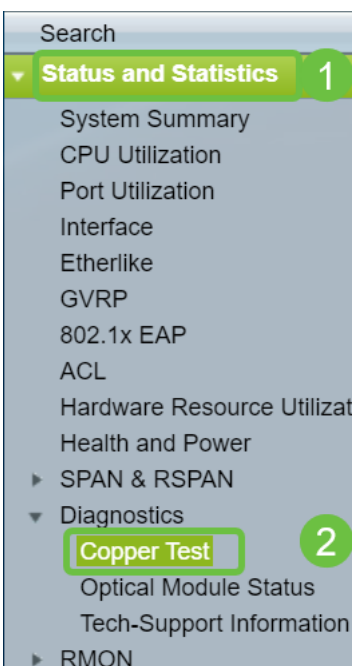 Search
Status and Statistics 1
System Summary
CPU Utilization
Port Utilization
Interface
Etherlike
GVRP
802.1x EAP
ACL
Hardware Resource Utilizat
Health and Power
SPAN & RSPAN
Diagnostics
Copper Test 2
Optical Module Status
Tech-Support Information
RMON